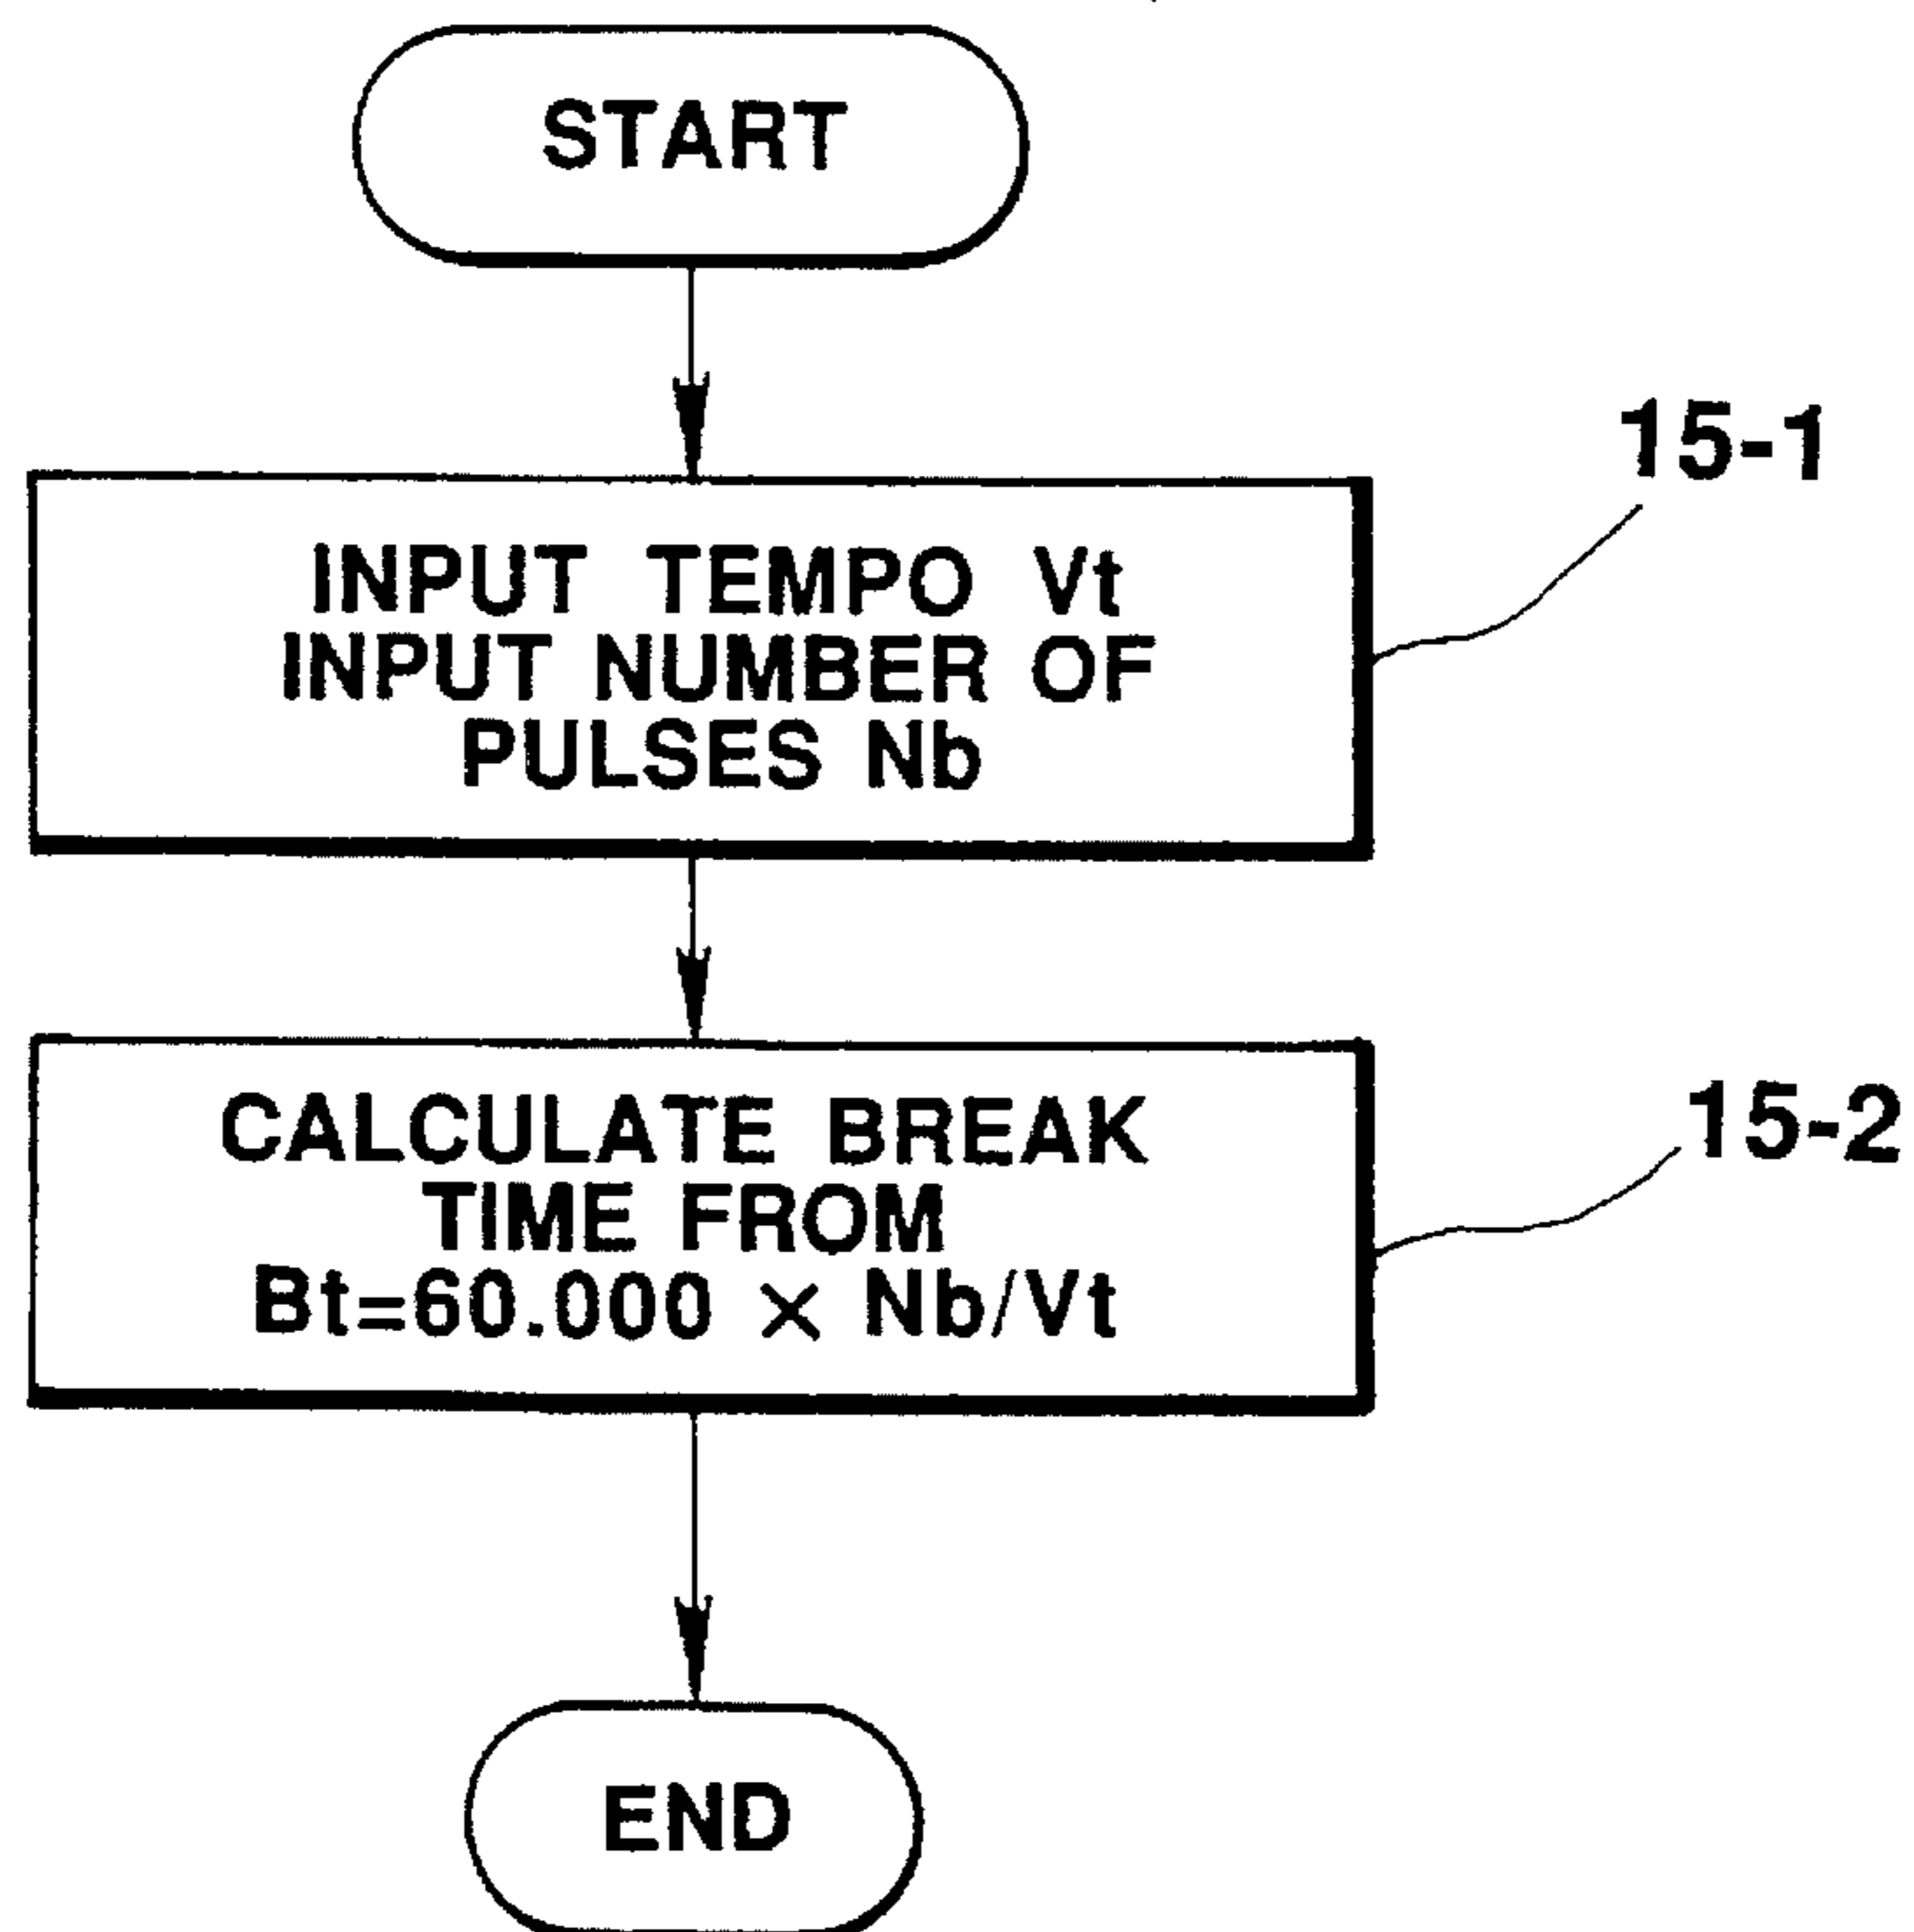 START
15-1
INPUT TEMPO Vt
INPUT NUMBER OF
PULSES Nb
15-2
CALCULATE BREAK
TIME FROM
Bt=60.000 × Nb/Vt
END